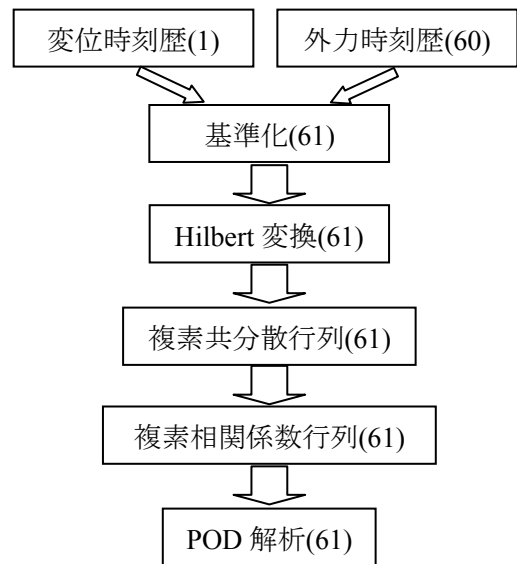 変位時刻歴(1)
外力時刻歴(60)
基準化(61)
Hilbert 変換(61)
複素共分散行列(61)
複素相関係数行列(61)
POD 解析(61)